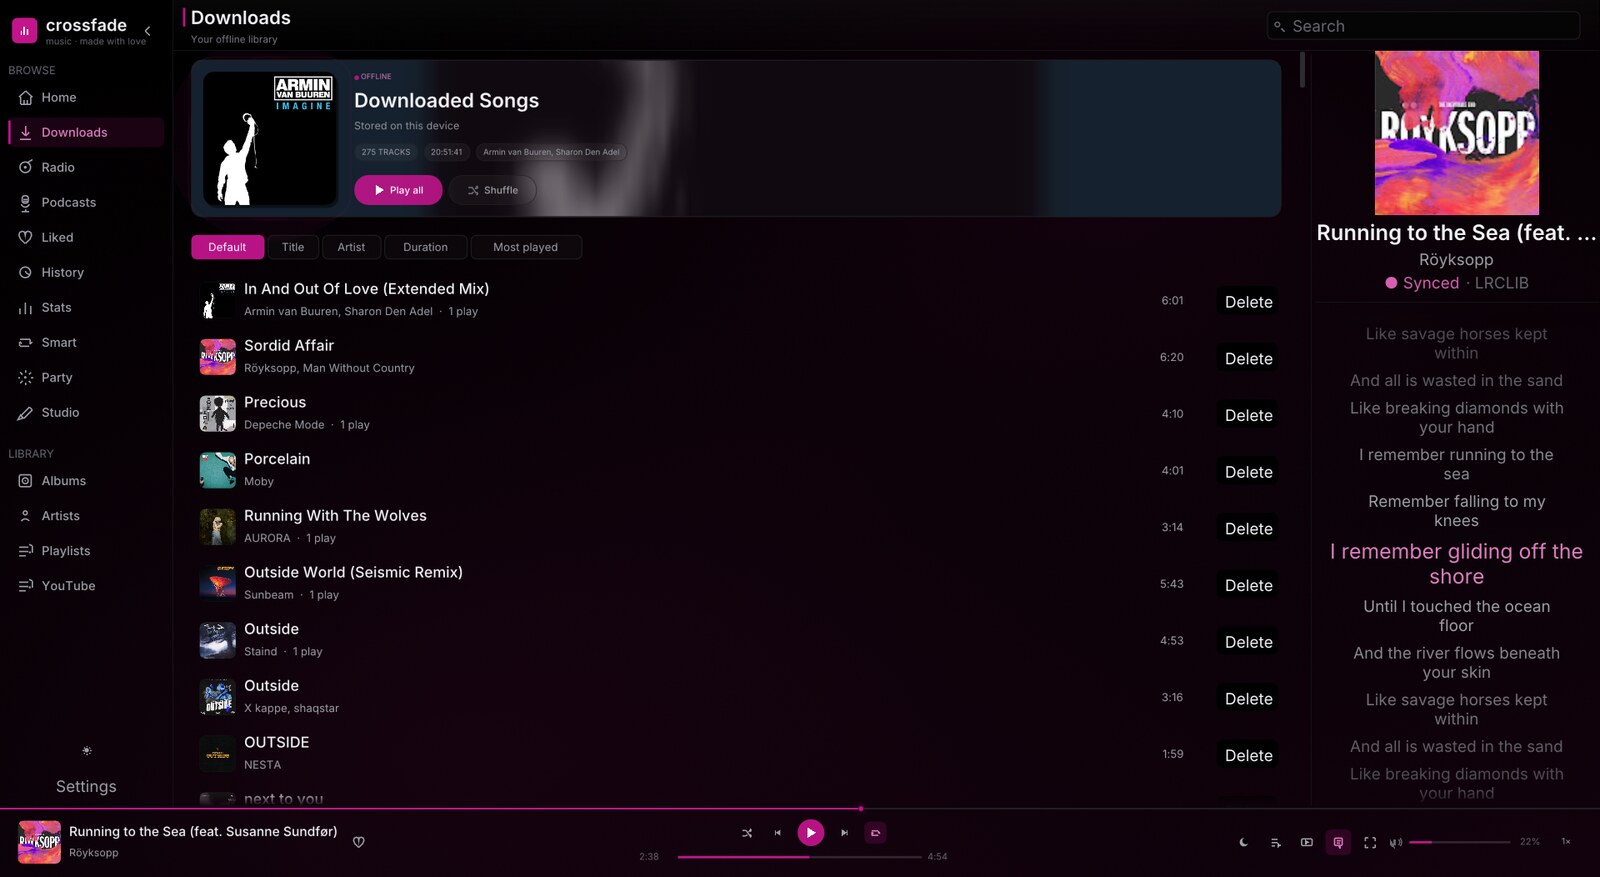 crossfade
music · made with love
BROWSE
Home
Downloads
Radio
Podcasts
Liked
History
Stats
Smart
Party
Studio
LIBRARY
Albums
Artists
Playlists
YouTube
Settings
Downloads
Your offline library
Search
ARMIN
VAN BUUREN
IMAGINE
OFFLINE
Downloaded Songs
Stored on this device
275 TRACKS
20:51:41
Armin van Buuren, Sharon Den Adel
Play all
Shuffle
Default
Title
Artist
Duration
Most played
In And Out Of Love (Extended Mix)
Armin van Buuren, Sharon Den Adel · 1 play
6:01
Delete
Sordid Affair
Röyksopp, Man Without Country
6:20
Delete
Precious
Depeche Mode · 1 play
4:10
Delete
Porcelain
Moby
4:01
Delete
Running With The Wolves
AURORA · 1 play
3:14
Delete
Outside World (Seismic Remix)
Sunbeam · 1 play
5:43
Delete
Outside
Staind · 1 play
4:53
Delete
Outside
X kappe, shaqstar
3:16
Delete
OUTSIDE
NESTA
1:59
Delete
next to you
RÖYKSOPP
Running to the Sea (feat. ...
Röyksopp
Synced · LRCLIB
Like savage horses kept
within
And all is wasted in the sand
Like breaking diamonds with
your hand
I remember running to the
sea
Remember falling to my
knees
I remember gliding off the
shore
Until I touched the ocean
floor
And the river flows beneath
your skin
Like savage horses kept
within
And all is wasted in the sand
Like breaking diamonds with
your hand
Running to the Sea (feat. Susanne Sundfør)
Röyksopp
2:38
4:54
22%
1×